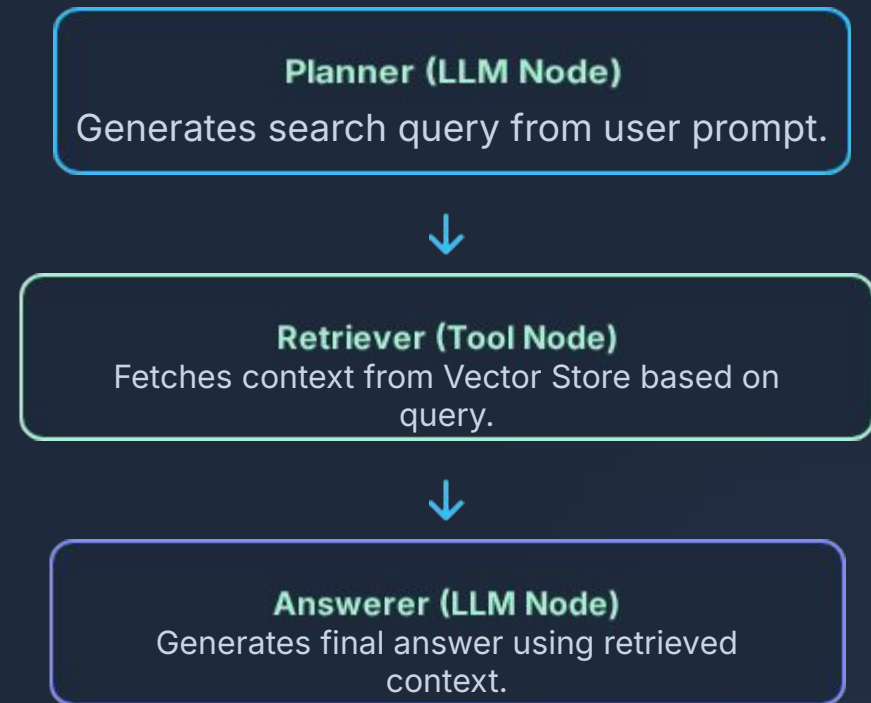 Planner (LLM Node)
Generates search query from user prompt.
Retriever (Tool Node)
Fetches context from Vector Store based on
query.
Answerer (LLM Node)
Generates final answer using retrieved
context.